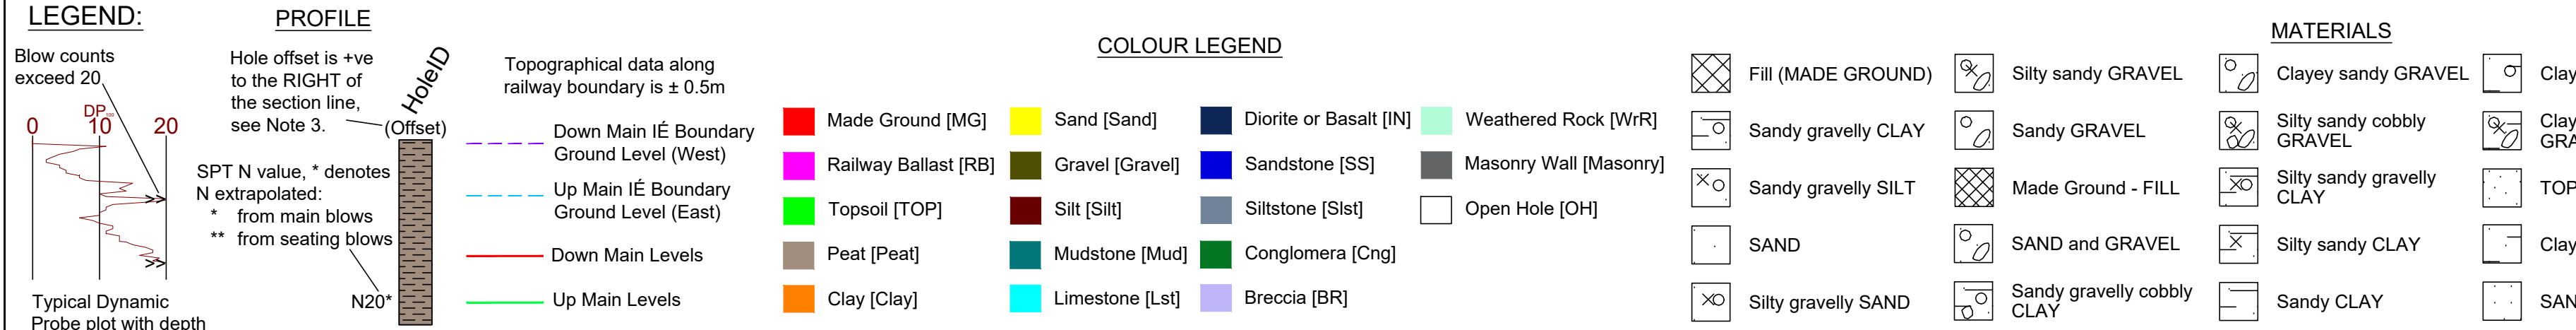 LEGEND:
PROFILE
Blow counts
exceed 20
DP
0 10 20
>>
>>
Typical Dynamic
Probe plot with depth
Hole offset is +ve
to the RIGHT of
the section line,
see Note 3.
HoleID
(Offset)
SPT N value, * denotes
N extrapolated:
* from main blows
** from seating blows
N20*
Topographical data along
railway boundary is ± 0.5m
Down Main IÉ Boundary
Ground Level (West)
Up Main IÉ Boundary
Ground Level (East)
Down Main Levels
Up Main Levels
COLOUR LEGEND
Made Ground [MG]
Railway Ballast [RB]
Topsoil [TOP]
Peat [Peat]
Clay [Clay]
Sand [Sand]
Gravel [Gravel]
Silt [Silt]
Mudstone [Mud]
Limestone [Lst]
Diorite or Basalt [IN]
Sandstone [SS]
Siltstone [Slst]
Conglomera [Cng]
Breccia [BR]
Weathered Rock [WrR]
Masonry Wall [Masonry]
Open Hole [OH]
MATERIALS
Fill (MADE GROUND)
Sandy gravelly CLAY
Sandy gravelly SILT
SAND
Silty gravelly SAND
Silty sandy GRAVEL
Sandy GRAVEL
Made Ground - FILL
SAND and GRAVEL
Sandy gravelly cobbly
CLAY
Clayey sandy GRAVEL
Silty sandy cobbly
GRAVEL
Silty sandy gravelly
CLAY
Silty sandy CLAY
Sandy CLAY
Clay
Clay
GRA
TOP
Clay
SAN